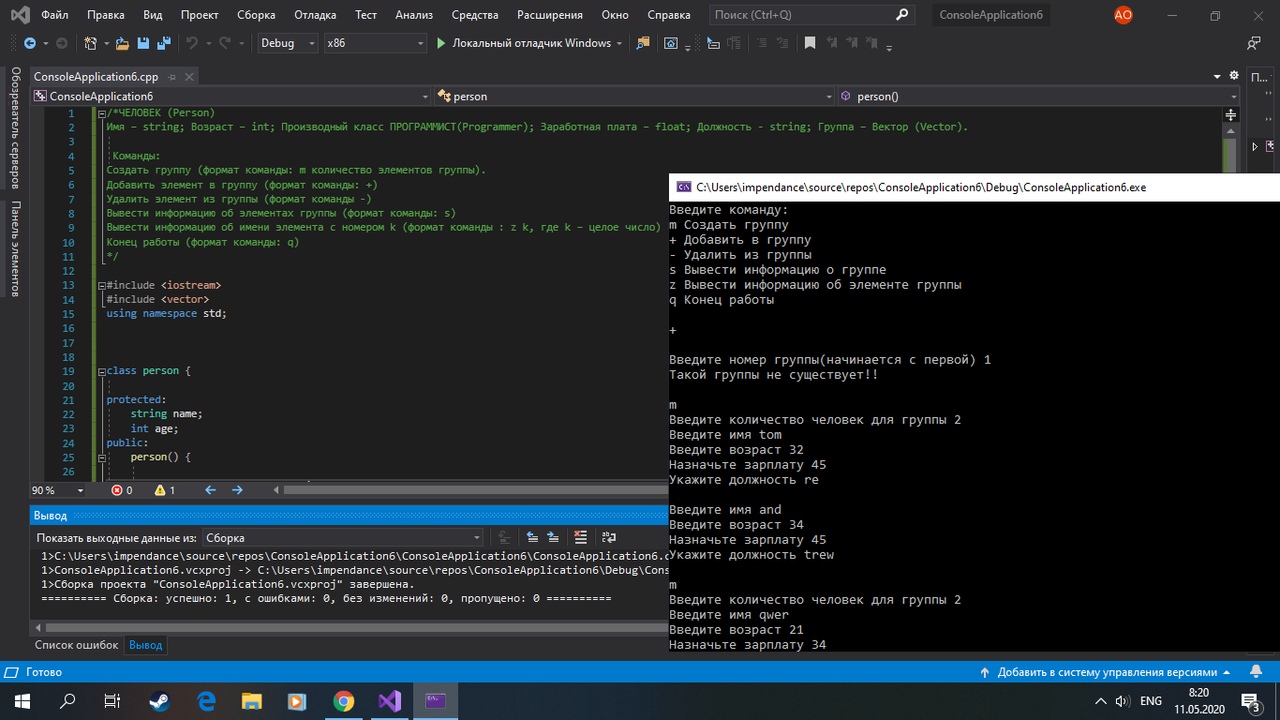 Файл Правка Вид Проект Сборка Отладка Тест Анализ Средства Расширения Окно Справка Поиск (Ctrl+Q) ConsoleApplication6 АО
Debug x86 Локальный отладчик Windows
Обозреватель серверов
Панель элементов
ConsoleApplication6.cpp
П...
ConsoleApplication6 person person()
1 /*ЧЕЛОВЕК (Person)
2 Имя – string; Возраст – int; Производный класс ПРОГРАММИСТ(Programmer); Заработная плата – float; Должность - string; Группа – Вектор (Vector).
3
4 Команды:
5 Создать группу (формат команды: m количество элементов группы).
6 Добавить элемент в группу (формат команды: +)
7 Удалить элемент из группы (формат команды -)
8 Вывести информацию об элементах группы (формат команды: s)
9 Вывести информацию об имени элемента с номером k (формат команды : z k, где k – целое число)
10 Конец работы (формат команды: q)
11 */
12
13 #include <iostream>
14 #include <vector>
15 using namespace std;
16
17
18
19 class person {
20
21 protected:
22 string name;
23 int age;
24 public:
25 person() {
26
90 % 0 1
Вывод
Показать выходные данные из: Сборка
1>C:\Users\impendance\source\repos\ConsoleApplication6\ConsoleApplication6\ConsoleApplication6.c
1>ConsoleApplication6.vcxproj -> C:\Users\impendance\source\repos\ConsoleApplication6\Debug\Cons
1>Сборка проекта "ConsoleApplication6.vcxproj" завершена.
========== Сборка: успешно: 1, с ошибками: 0, без изменений: 0, пропущено: 0 ==========
Список ошибок Вывод
C:\Users\impendance\source\repos\ConsoleApplication6\Debug\ConsoleApplication6.exe
Введите команду:
m Создать группу
+ Добавить в группу
- Удалить из группы
s Вывести информацию о группе
z Вывести информацию об элементе группы
q Конец работы
+
Введите номер группы(начинается с первой) 1
Такой группы не существует!!
m
Введите количество человек для группы 2
Введите имя tom
Введите возраст 32
Назначьте зарплату 45
Укажите должность re
Введите имя and
Введите возраст 34
Назначьте зарплату 45
Укажите должность trew
m
Введите количество человек для группы 2
Введите имя qwer
Введите возраст 21
Назначьте зарплату 34
Готово Добавить в систему управления версиями
ENG 8:20
11.05.2020 3